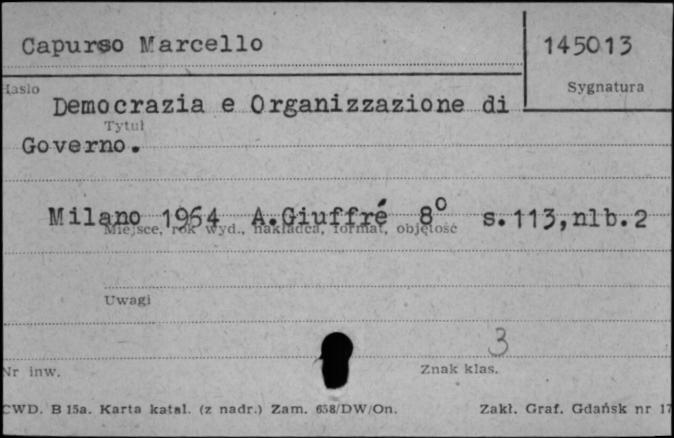 Capurso Marcello
145013
Hasło
Sygnatura
Democrazia e Organizzazione di
Tytuł
Governo.
Milano 1964 A.Giuffré 8° s.113,nlb.2
Miejsce, rok wyd., nakładca, format, objętość
Uwagi
3
Nr inw.
Znak klas.
CWD. B 15a. Karta katal. (z nadr.) Zam. 658/DW/On.
Zakł. Graf. Gdańsk nr 17